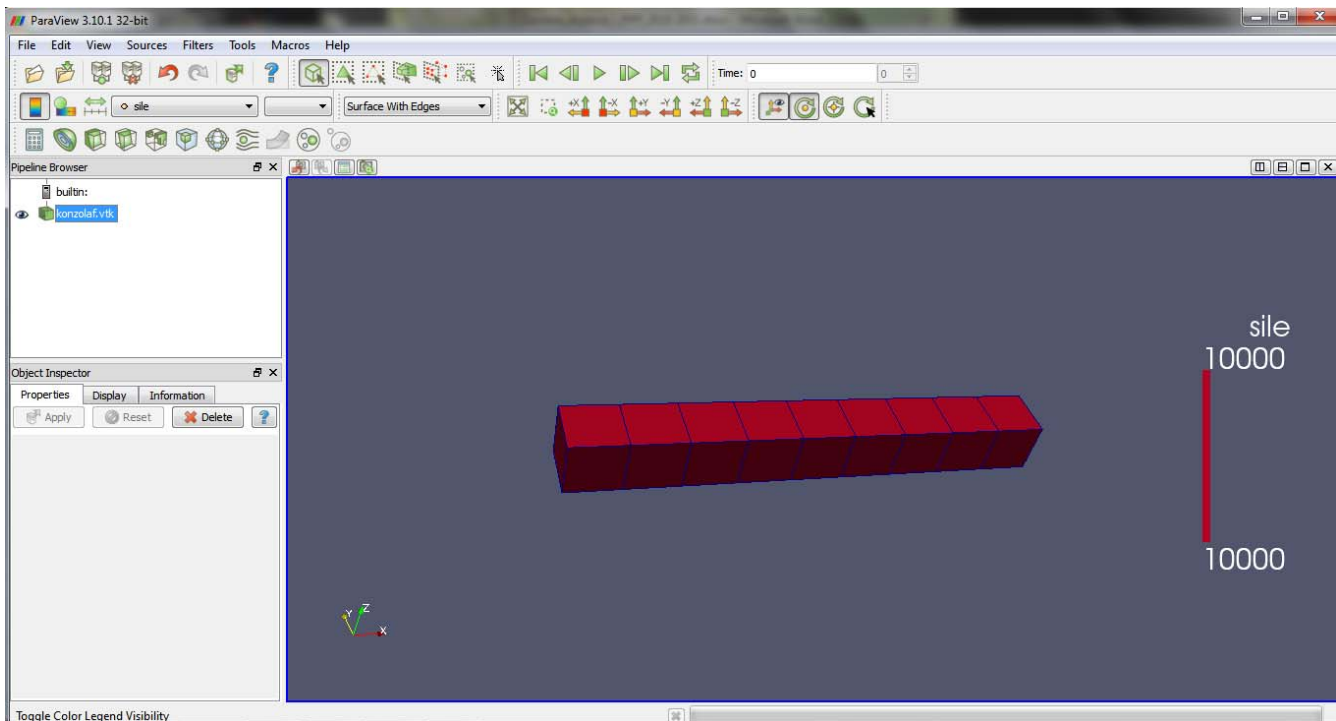 ParaView 3.10.1 32-bit
File Edit View Sources Filters Tools Macros Help
Time: 0 0
sile Surface With Edges +X -X +Y -Y +Z -Z
Pipeline Browser
builtin:
konzolaf.vtk
Object Inspector
Properties Display Information
Apply Reset Delete ?
sile
10000
10000
Y Z
X
Toggle Color Legend Visibility